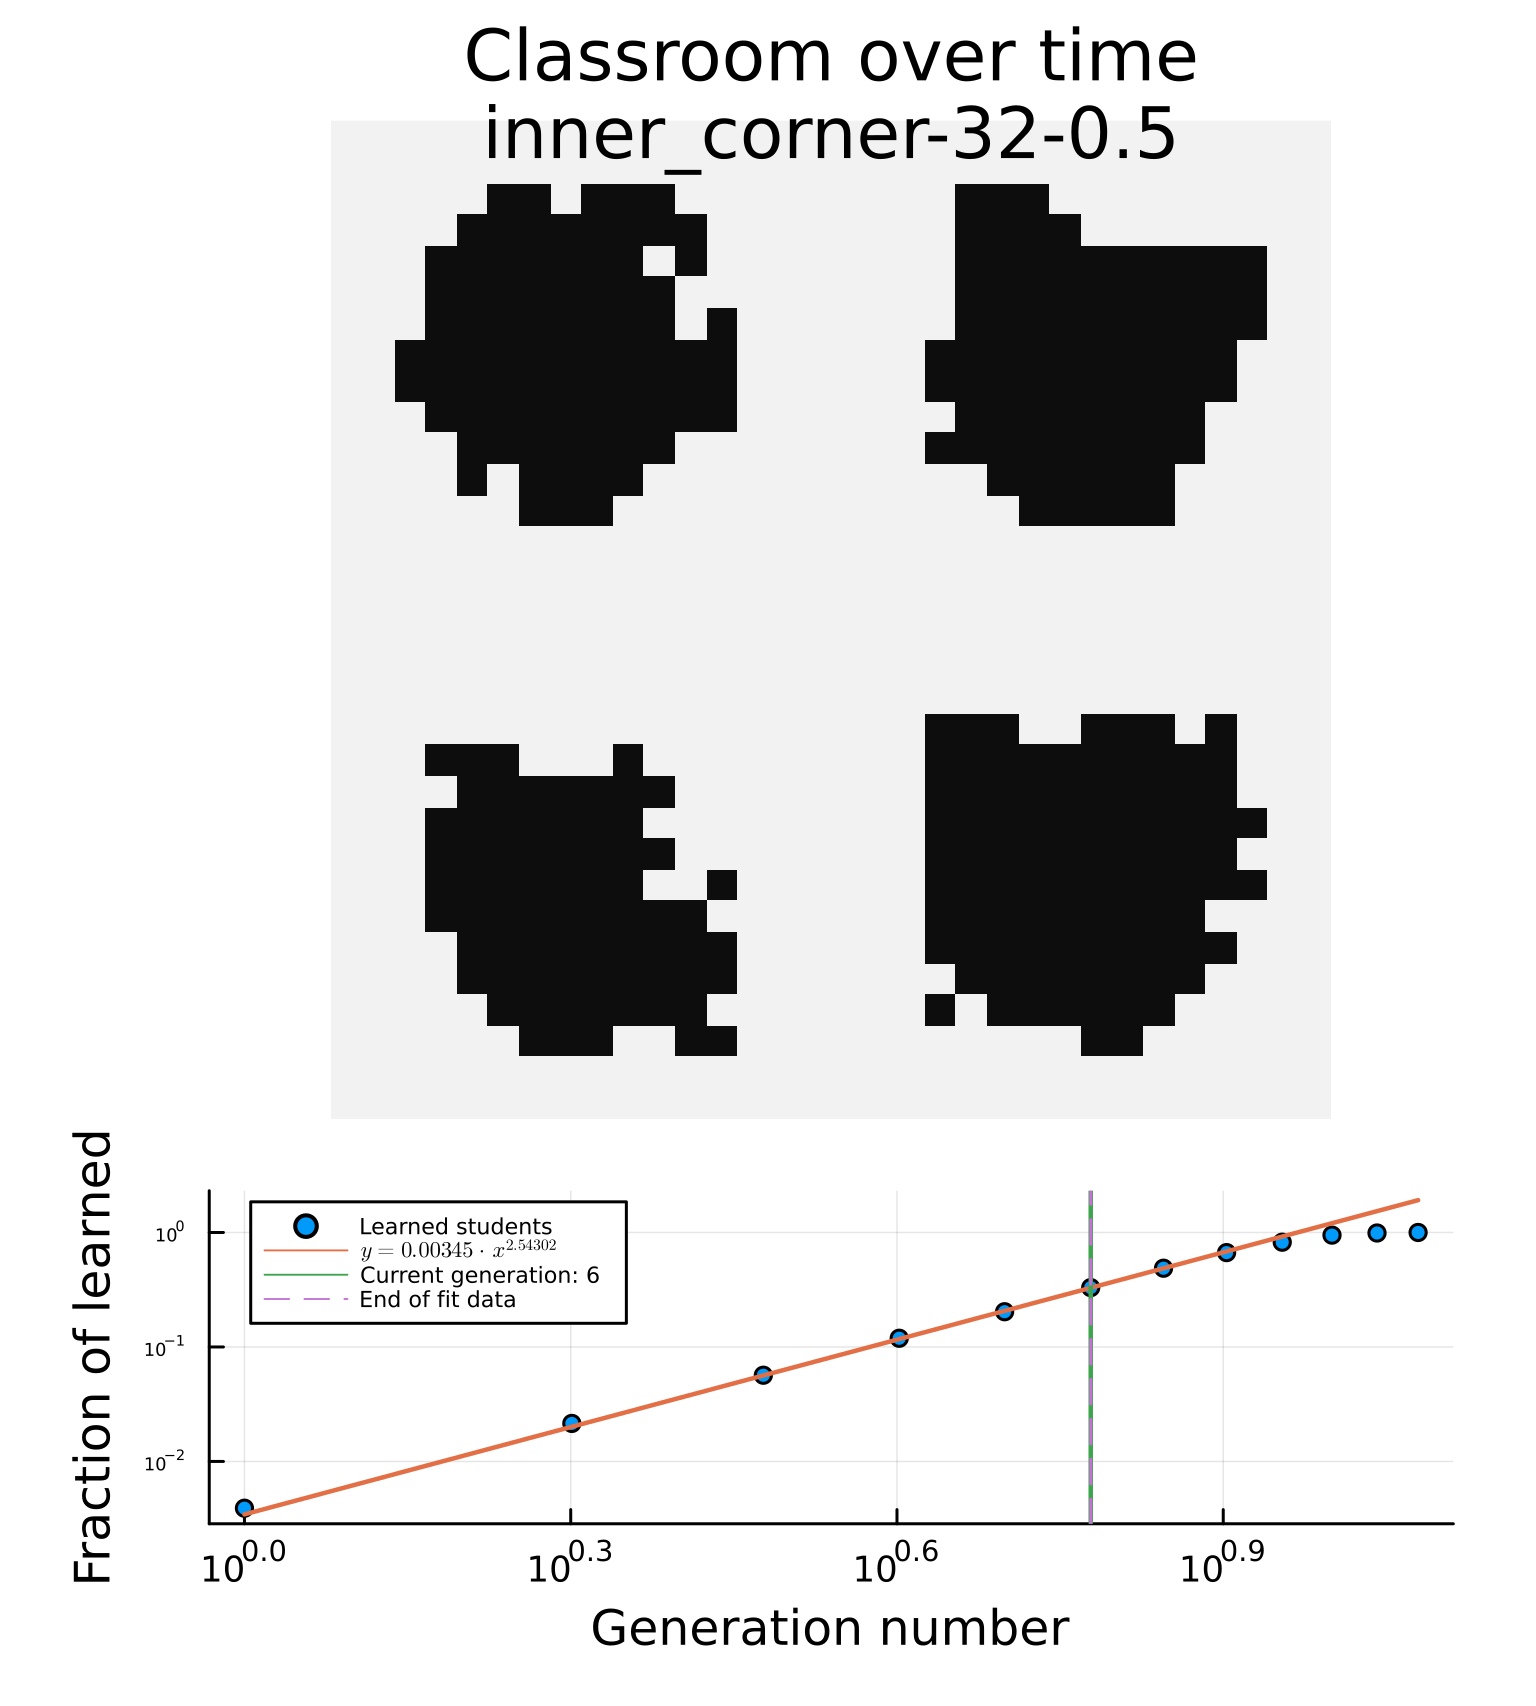 Classroom over time
inner_corner-32-0.5
Fraction of learned
10^0
10^−1
10^−2
Learned students
y = 0.00345 · x^2.54302
Current generation: 6
End of fit data
10^0.0 10^0.3 10^0.6 10^0.9
Generation number